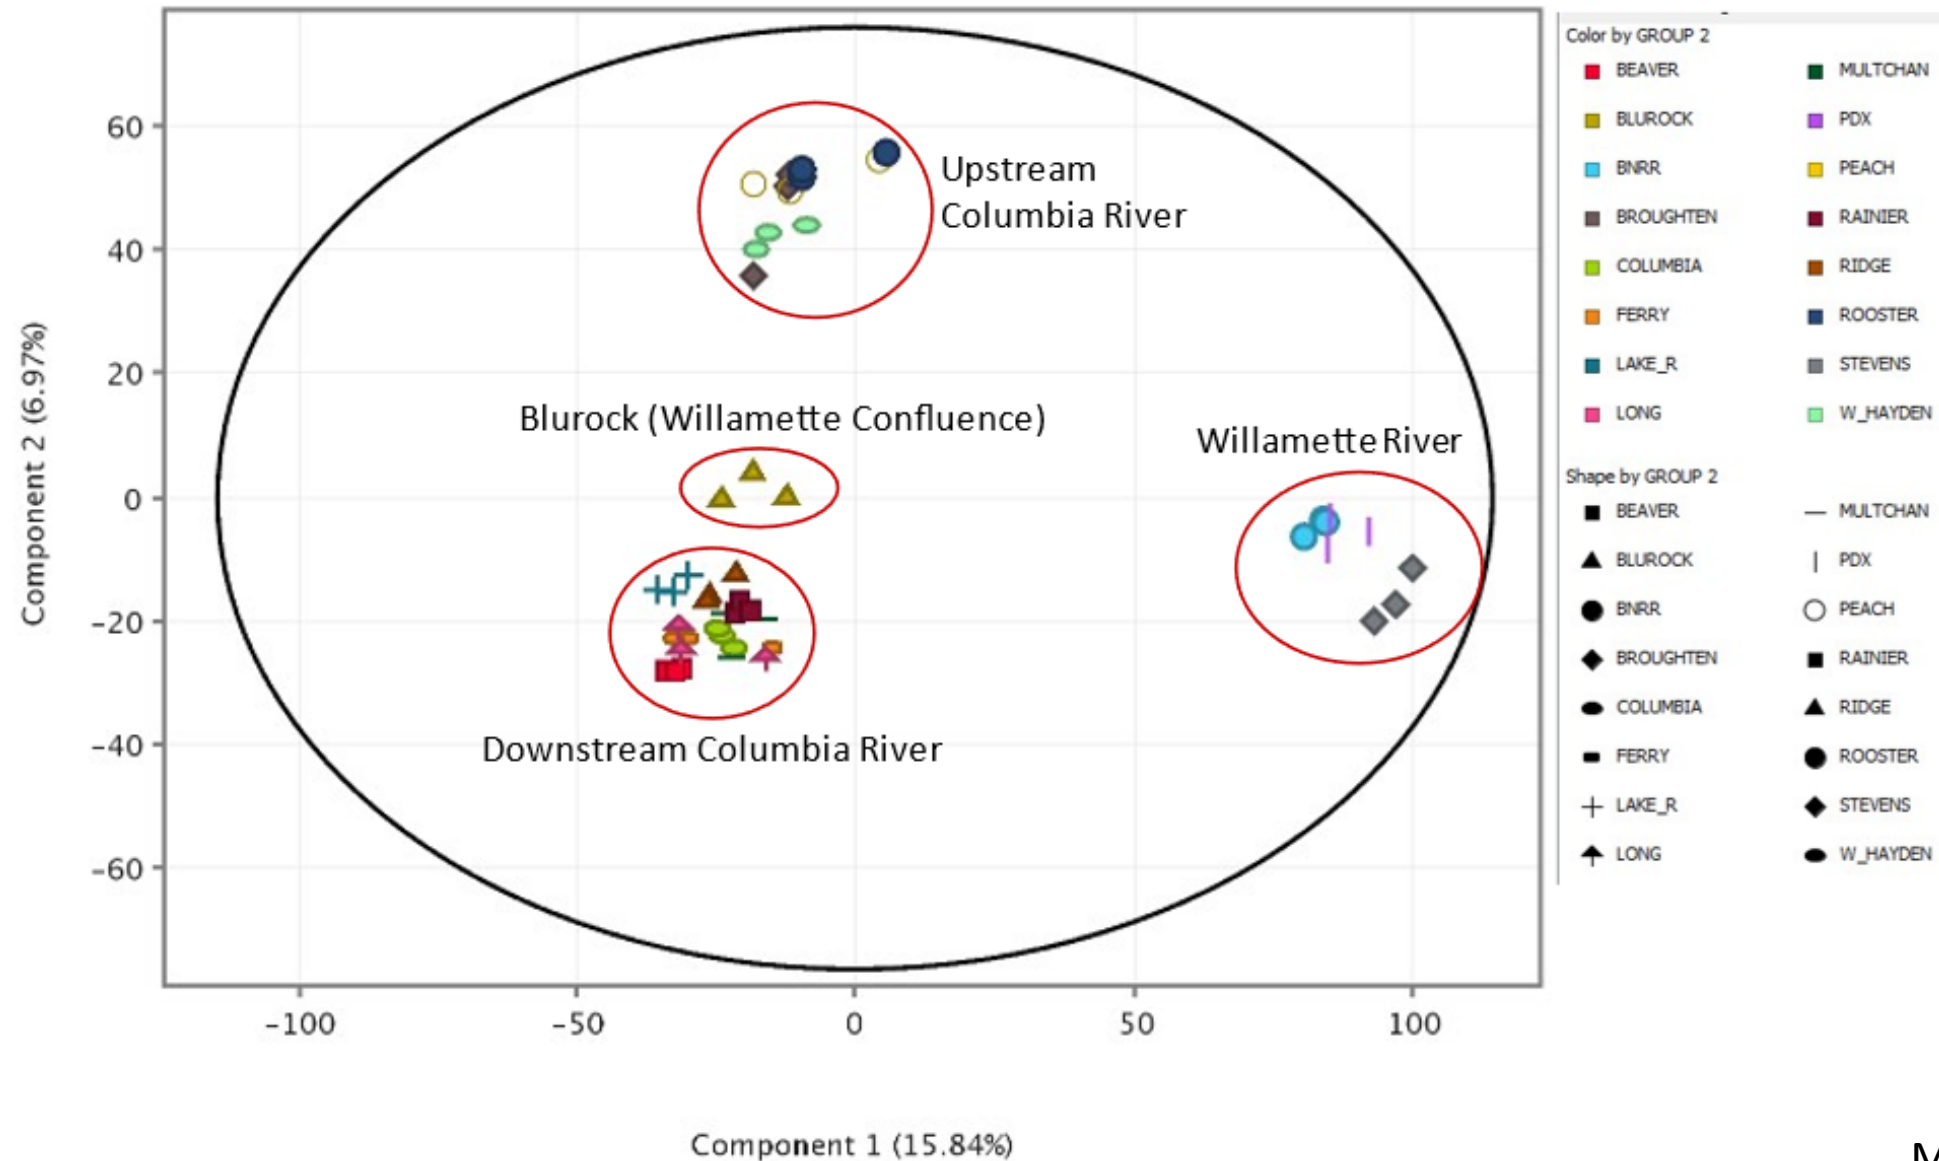 60
40
20
0
−20
−40
−60
Component 2 (6.97%)
Upstream
Columbia River
Blurock (Willamette Confluence)
Willamette River
Downstream Columbia River
−100 −50 0 50 100
Component 1 (15.84%)
Color by GROUP 2
BEAVER MULTCHAN
BLUROCK PDX
BNRR PEACH
BROUGHTEN RAINIER
COLUMBIA RIDGE
FERRY ROOSTER
LAKE_R STEVENS
LONG W_HAYDEN
Shape by GROUP 2
BEAVER MULTCHAN
BLUROCK PDX
BNRR PEACH
BROUGHTEN RAINIER
COLUMBIA RIDGE
FERRY ROOSTER
LAKE_R STEVENS
LONG W_HAYDEN